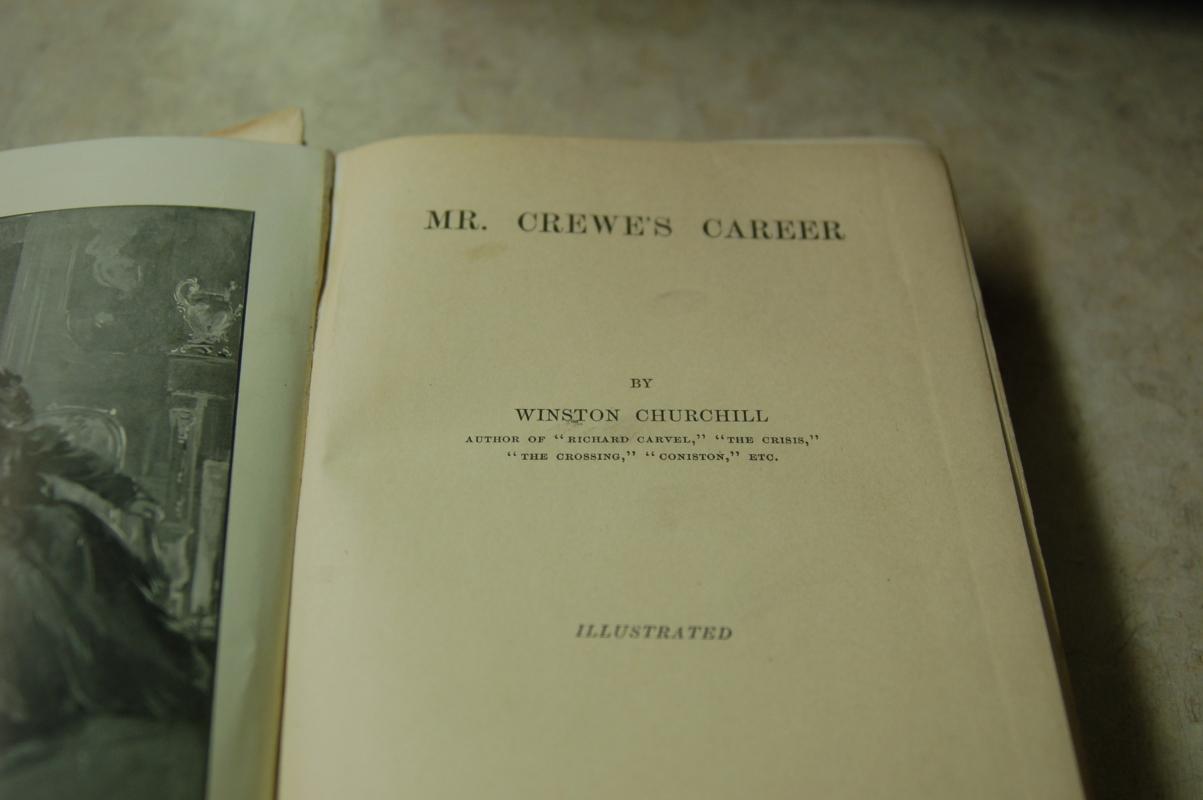 MR. CREWE'S CAREER
BY
WINSTON CHURCHILL
AUTHOR OF “RICHARD CARVEL,” “THE CRISIS,”
“THE CROSSING,” “CONISTON,” ETC.
ILLUSTRATED